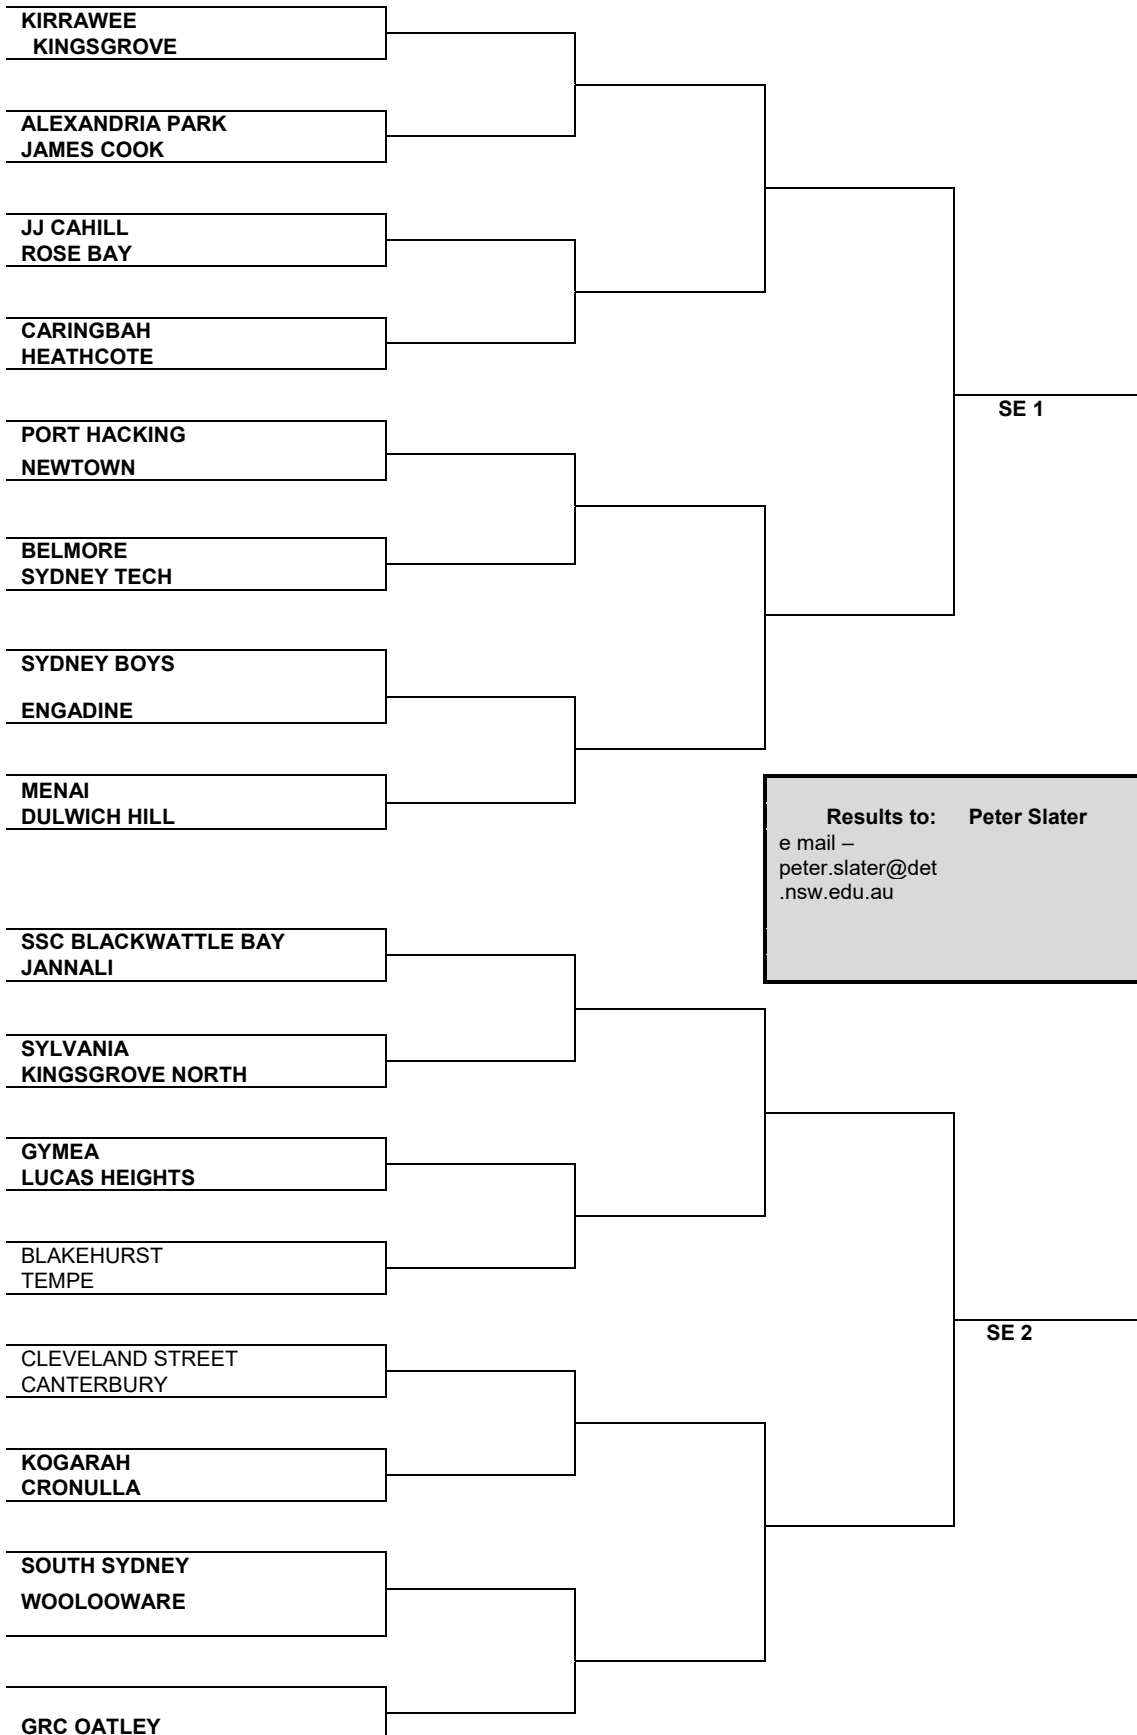 KIRRAWEE
KINGSGROVE
ALEXANDRIA PARK
JAMES COOK
JJ CAHILL
ROSE BAY
CARINGBAH
HEATHCOTE
SE 1
PORT HACKING
NEWTOWN
BELMORE
SYDNEY TECH
SYDNEY BOYS
ENGADINE
MENAI
DULWICH HILL
Results to: Peter Slater
e mail –
peter.slater@det
.nsw.edu.au
SSC BLACKWATTLE BAY
JANNALI
SYLVANIA
KINGSGROVE NORTH
GYMEA
LUCAS HEIGHTS
BLAKEHURST
TEMPE
SE 2
CLEVELAND STREET
CANTERBURY
KOGARAH
CRONULLA
SOUTH SYDNEY
WOOLOOWARE
GRC OATLEY